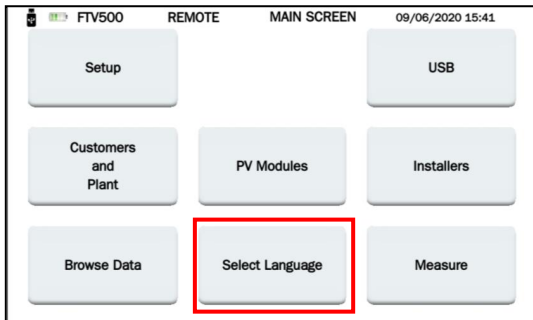 FTV500 REMOTE MAIN SCREEN 09/06/2020 15:41
Setup
USB
Customers
and
Plant
PV Modules
Installers
Browse Data
Select Language
Measure